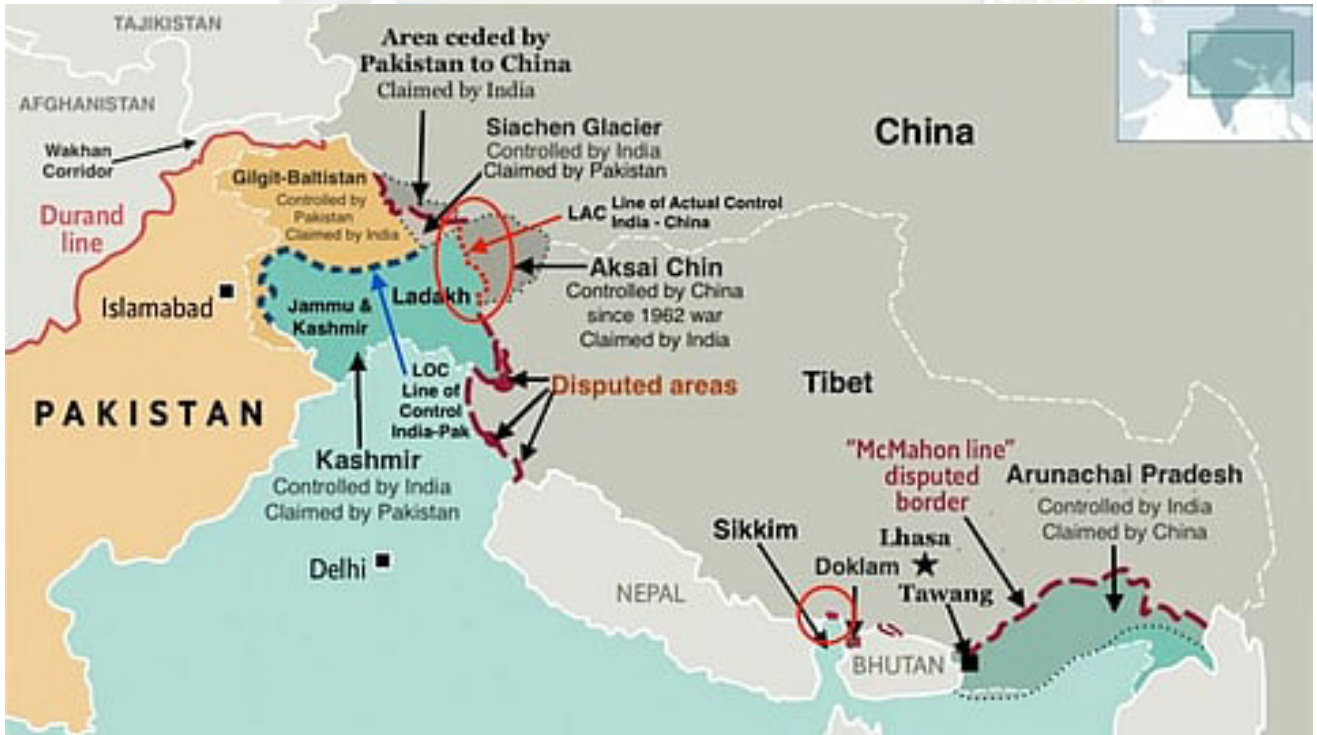 TAJIKISTAN
AFGHANISTAN
Wakhan
Corridor
Durand
line
Area ceded by
Pakistan to China
Claimed by India
Siachen Glacier
Controlled by India
Claimed by Pakistan
China
Gilgit-Baltistan
Controlled by
Pakistan
Claimed by India
LAC Line of Actual Control
India - China
Aksai Chin
Controlled by China
since 1962 war
Claimed by India
Islamabad
Jammu &
Kashmir
Ladakh
LOC
Line of
Control
India-Pak
Disputed areas
Tibet
PAKISTAN
Kashmir
Controlled by India
Claimed by Pakistan
"McMahon line"
disputed
border
Arunachai Pradesh
Controlled by India
Claimed by China
Delhi
Sikkim
Lhasa
Doklam
Tawang
NEPAL
BHUTAN